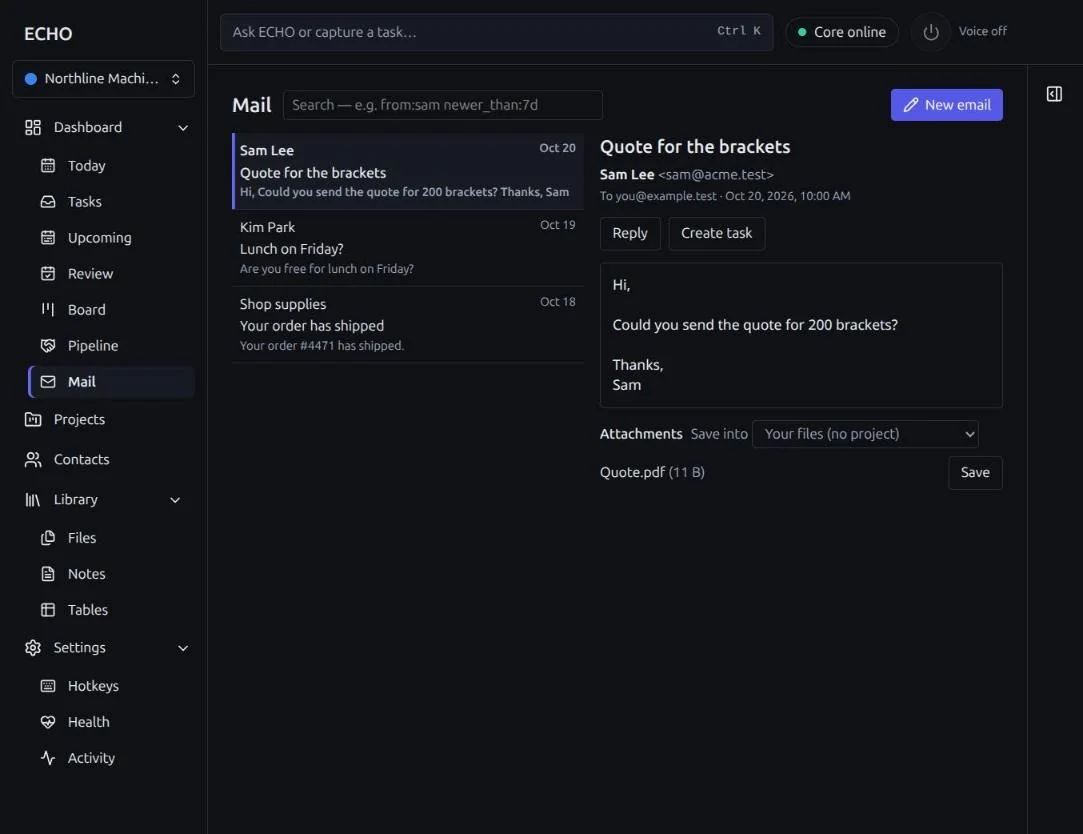 ECHO
Northline Machi…
Dashboard
Today
Tasks
Upcoming
Review
Board
Pipeline
Mail
Projects
Contacts
Library
Files
Notes
Tables
Settings
Hotkeys
Health
Activity
Ask ECHO or capture a task… Ctrl K
Core online
Voice off
Mail
Search — e.g. from:sam newer_than:7d
New email
Sam Lee Oct 20
Quote for the brackets
Hi, Could you send the quote for 200 brackets? Thanks, Sam
Kim Park Oct 19
Lunch on Friday?
Are you free for lunch on Friday?
Shop supplies Oct 18
Your order has shipped
Your order #4471 has shipped.
Quote for the brackets
Sam Lee <sam@acme.test>
To you@example.test · Oct 20, 2026, 10:00 AM
Reply Create task
Hi,
Could you send the quote for 200 brackets?
Thanks,
Sam
Attachments Save into Your files (no project)
Quote.pdf (11 B) Save